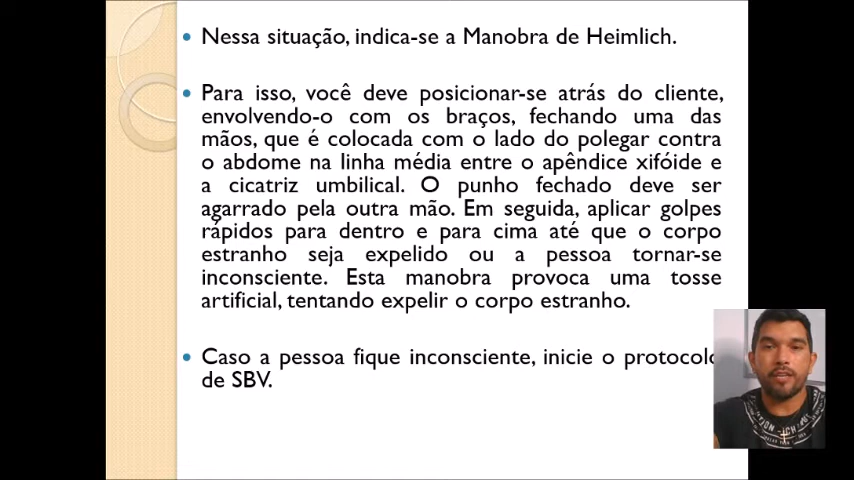 Nessa situação, indica-se a Manobra de Heimlich.
Para isso, você deve posicionar-se atrás do cliente,
envolvendo-o com os braços, fechando uma das
mãos, que é colocada com o lado do polegar contra
o abdome na linha média entre o apêndice xifóide e
a cicatriz umbilical. O punho fechado deve ser
agarrado pela outra mão. Em seguida, aplicar golpes
rápidos para dentro e para cima até que o corpo
estranho seja expelido ou a pessoa tornar-se
inconsciente. Esta manobra provoca uma tosse
artificial, tentando expelir o corpo estranho.
Caso a pessoa fique inconsciente, inicie o protocolo
de SBV.